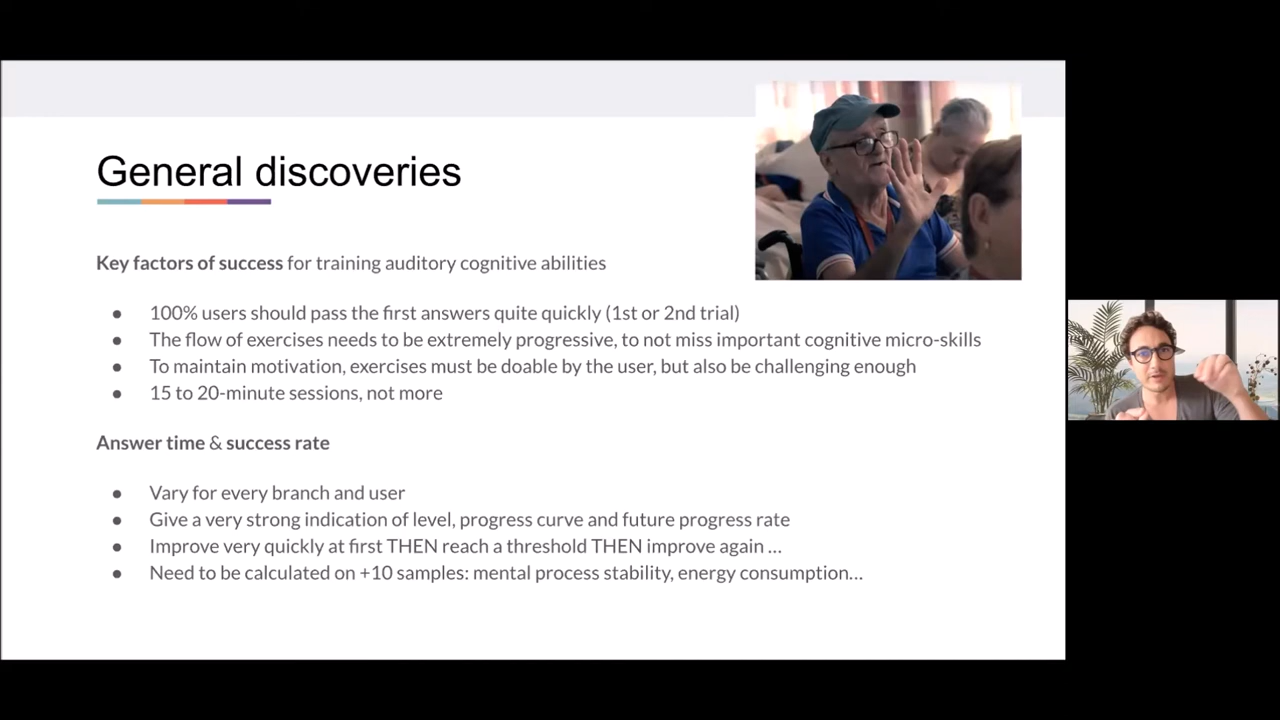 General discoveries
Key factors of success for training auditory cognitive abilities
● 100% users should pass the first answers quite quickly (1st or 2nd trial)
● The flow of exercises needs to be extremely progressive, to not miss important cognitive micro-skills
● To maintain motivation, exercises must be doable by the user, but also be challenging enough
● 15 to 20-minute sessions, not more
Answer time & success rate
● Vary for every branch and user
● Give a very strong indication of level, progress curve and future progress rate
● Improve very quickly at first THEN reach a threshold THEN improve again ...
● Need to be calculated on +10 samples: mental process stability, energy consumption...